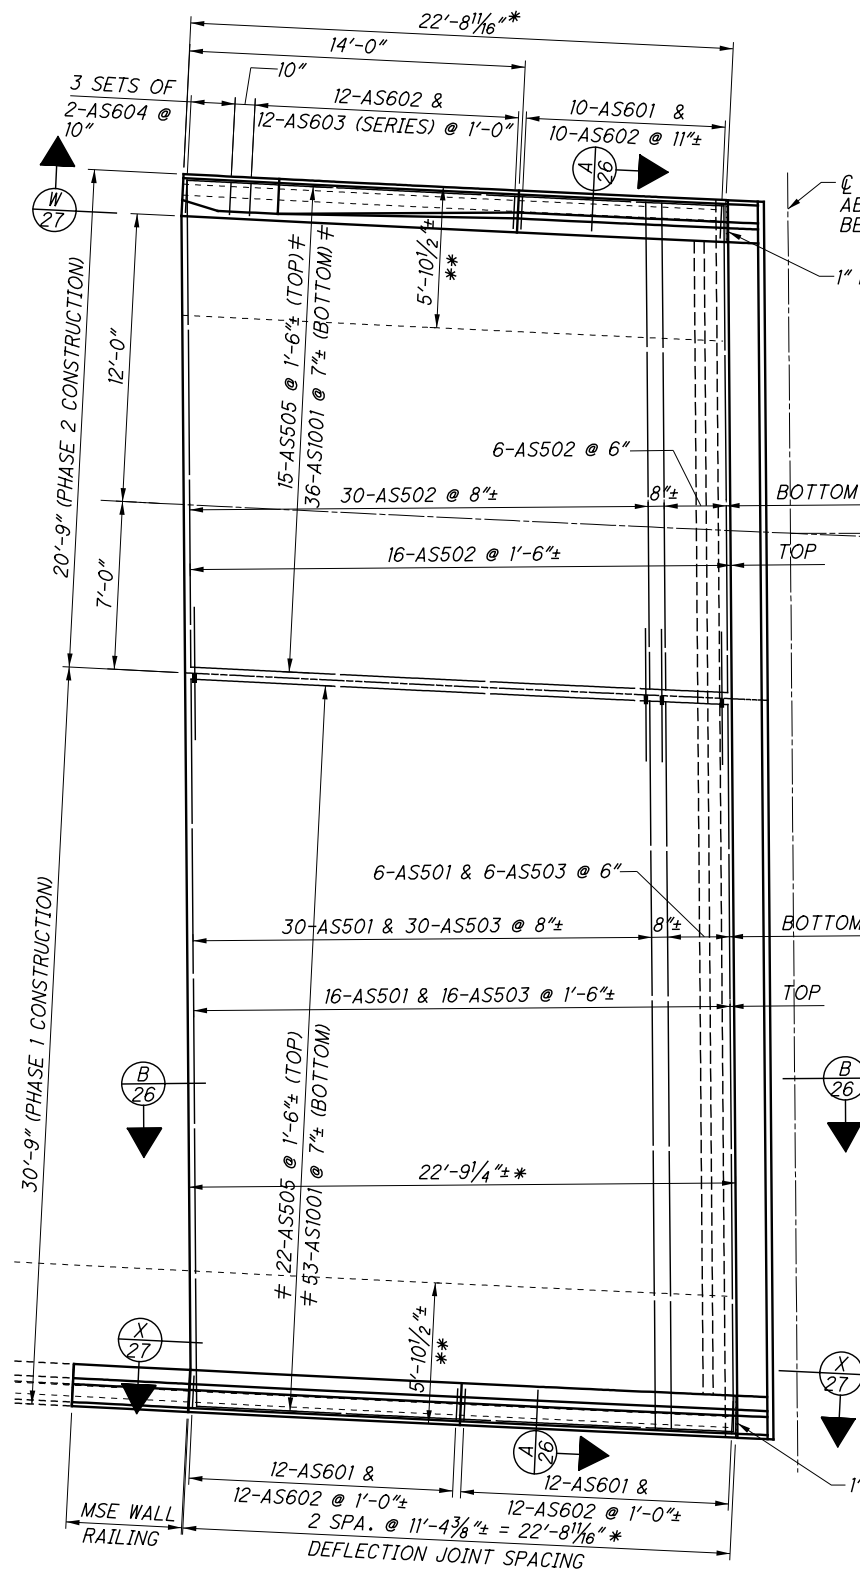 22'-8 11/16"*
14'-0"
10"
3 SETS OF
2-AS604 @
10"
12-AS602 &
12-AS603 (SERIES) @ 1'-0"
10-AS601 &
10-AS602 @ 11"±
A
26
W
27
℄
AB
BE
1"
20'-9" (PHASE 2 CONSTRUCTION)
12'-0"
7'-0"
15-AS505 @ 1'-6"± (TOP) ǂ
36-AS1001 @ 7"± (BOTTOM) ǂ
5'-10 1/2"±
**
6-AS502 @ 6"
30-AS502 @ 8"±
8"±
BOTTOM
16-AS502 @ 1'-6"±
TOP
30'-9" (PHASE 1 CONSTRUCTION)
6-AS501 & 6-AS503 @ 6"
30-AS501 & 30-AS503 @ 8"±
8"±
BOTTOM
16-AS501 & 16-AS503 @ 1'-6"±
TOP
B
26
B
26
ǂ 22-AS505 @ 1'-6"± (TOP)
ǂ 53-AS1001 @ 7"± (BOTTOM)
22'-9 1/4"±*
5'-10 1/2"±
**
X
27
X
27
A
26
1'
12-AS601 &
12-AS602 @ 1'-0"±
12-AS601 &
12-AS602 @ 1'-0"±
MSE WALL
RAILING
2 SPA. @ 11'-4 3/8"± = 22'-8 11/16"*
DEFLECTION JOINT SPACING